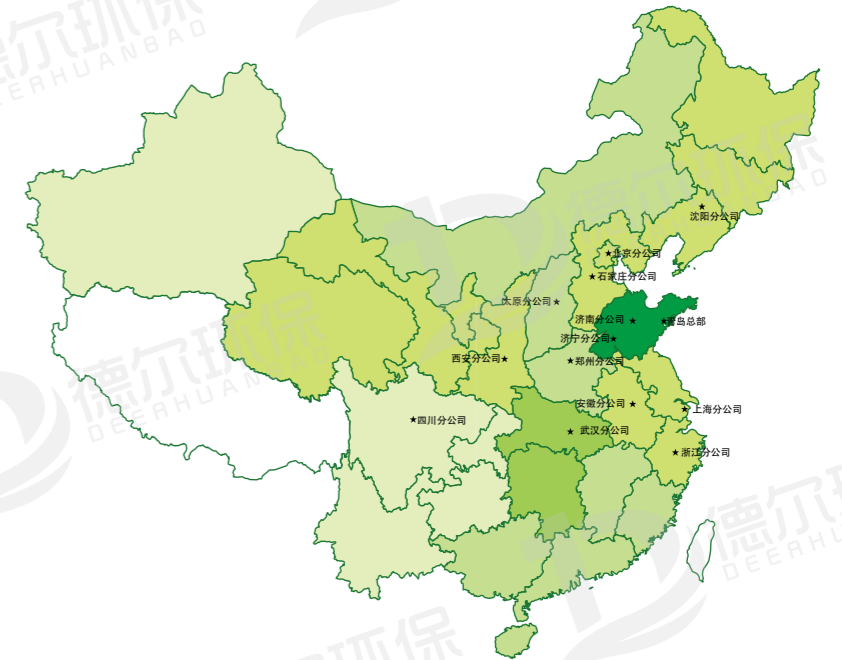 德尔环保
DEERHUANBAO
德尔环保
DEERHUANBAO
沈阳分公司
北京分公司
石家庄分公司
太原分公司
济南分公司
青岛总部
济宁分公司
西安分公司
郑州分公司
安徽分公司
上海分公司
四川分公司
武汉分公司
浙江分公司
德尔环保
DEERHUANBAO
德尔环
DEERHU
尔环保